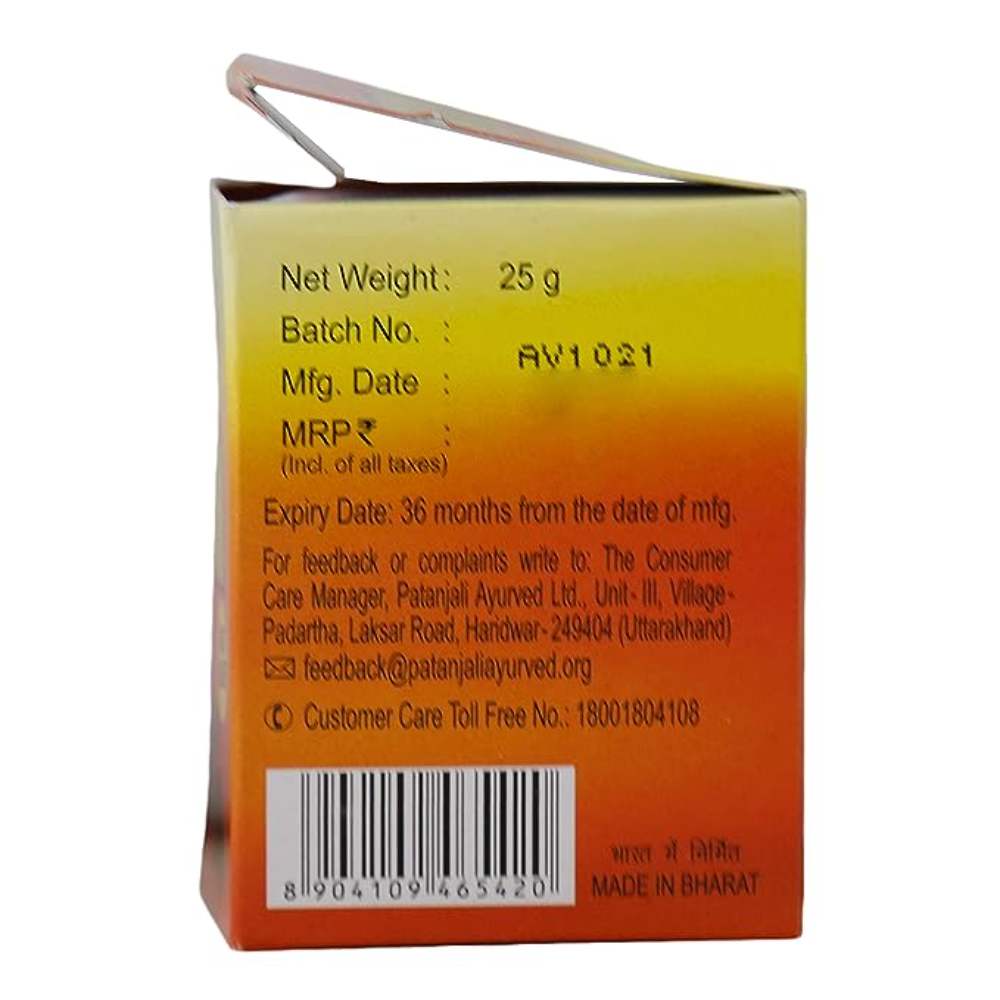 Net Weight: 25 g
Batch No. :
AV1021
Mfg. Date :
MRP₹ :
(Incl. of all taxes)
Expiry Date: 36 months from the date of mfg.
For feedback or complaints write to: The Consumer
Care Manager, Patanjali Ayurved Ltd., Unit- III, Village-
Padartha, Laksar Road, Haridwar- 249404 (Uttarakhand)
feedback@patanjaliayurved.org
Customer Care Toll Free No.: 18001804108
8 904109 465420
भारत में निर्मित
MADE IN BHARAT